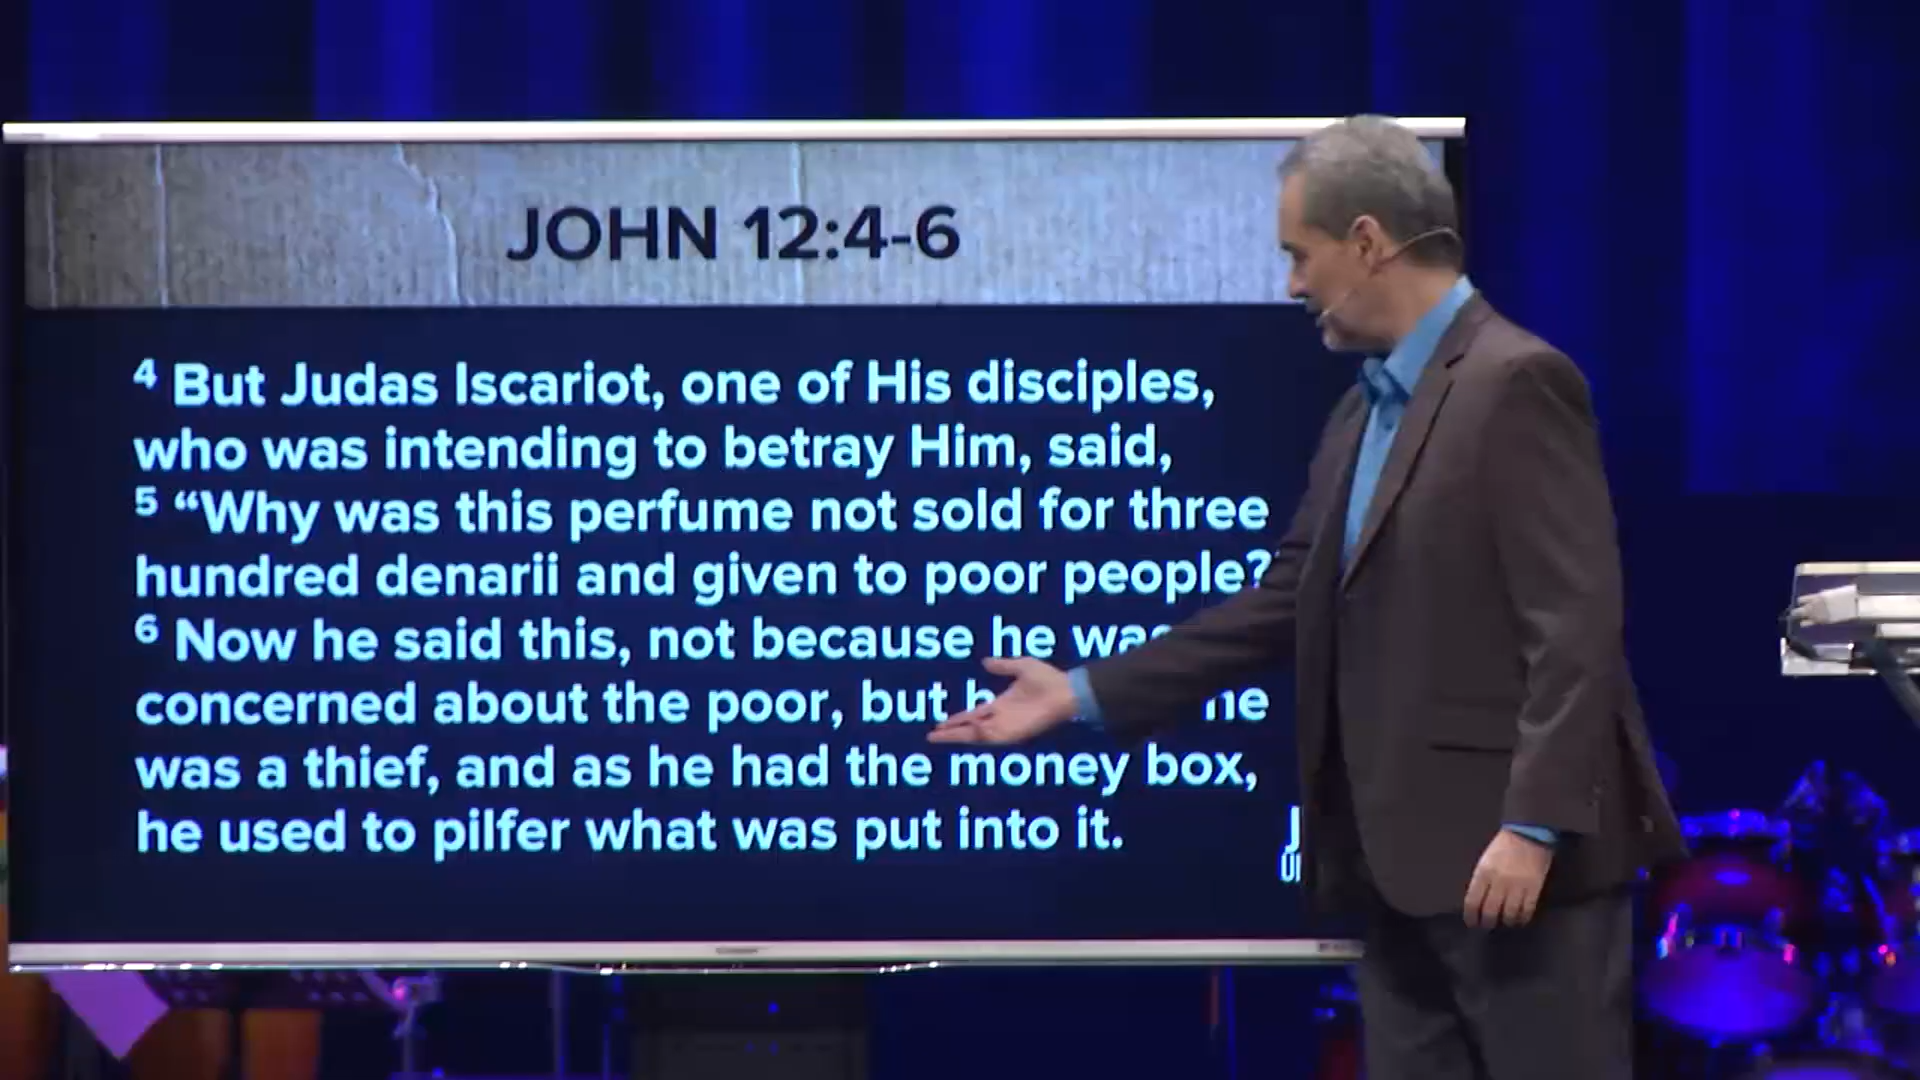 JOHN 12:4-6
4 But Judas Iscariot, one of His disciples,
who was intending to betray Him, said,
5 “Why was this perfume not sold for three
hundred denarii and given to poor people?
6 Now he said this, not because he was
concerned about the poor, but he
was a thief, and as he had the money box,
he used to pilfer what was put into it.